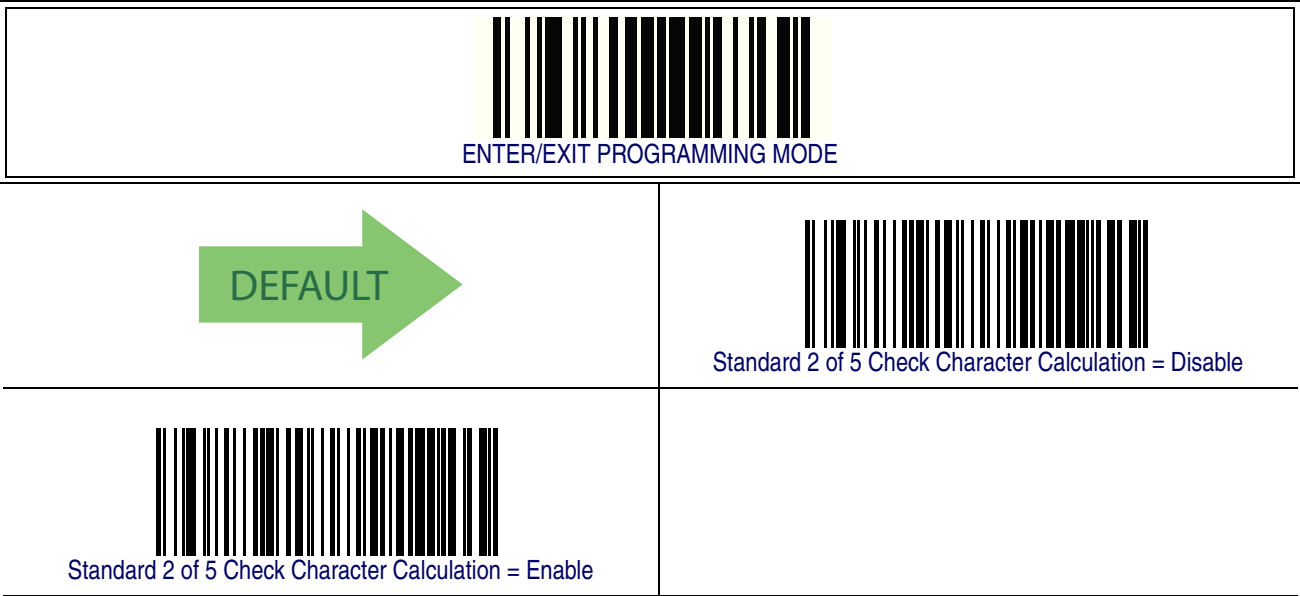 ENTER/EXIT PROGRAMMING MODE
DEFAULT
Standard 2 of 5 Check Character Calculation = Disable
Standard 2 of 5 Check Character Calculation = Enable